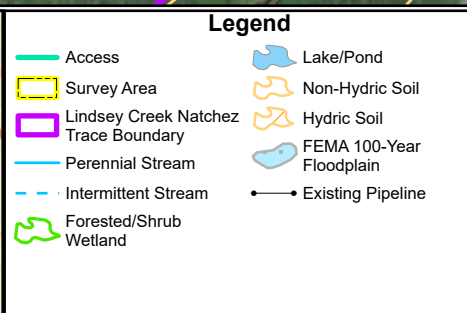 Legend
Access
Survey Area
Lindsey Creek Natchez
Trace Boundary
Perennial Stream
Intermittent Stream
Forested/Shrub
Wetland
Lake/Pond
Non-Hydric Soil
Hydric Soil
FEMA 100-Year
Floodplain
Existing Pipeline